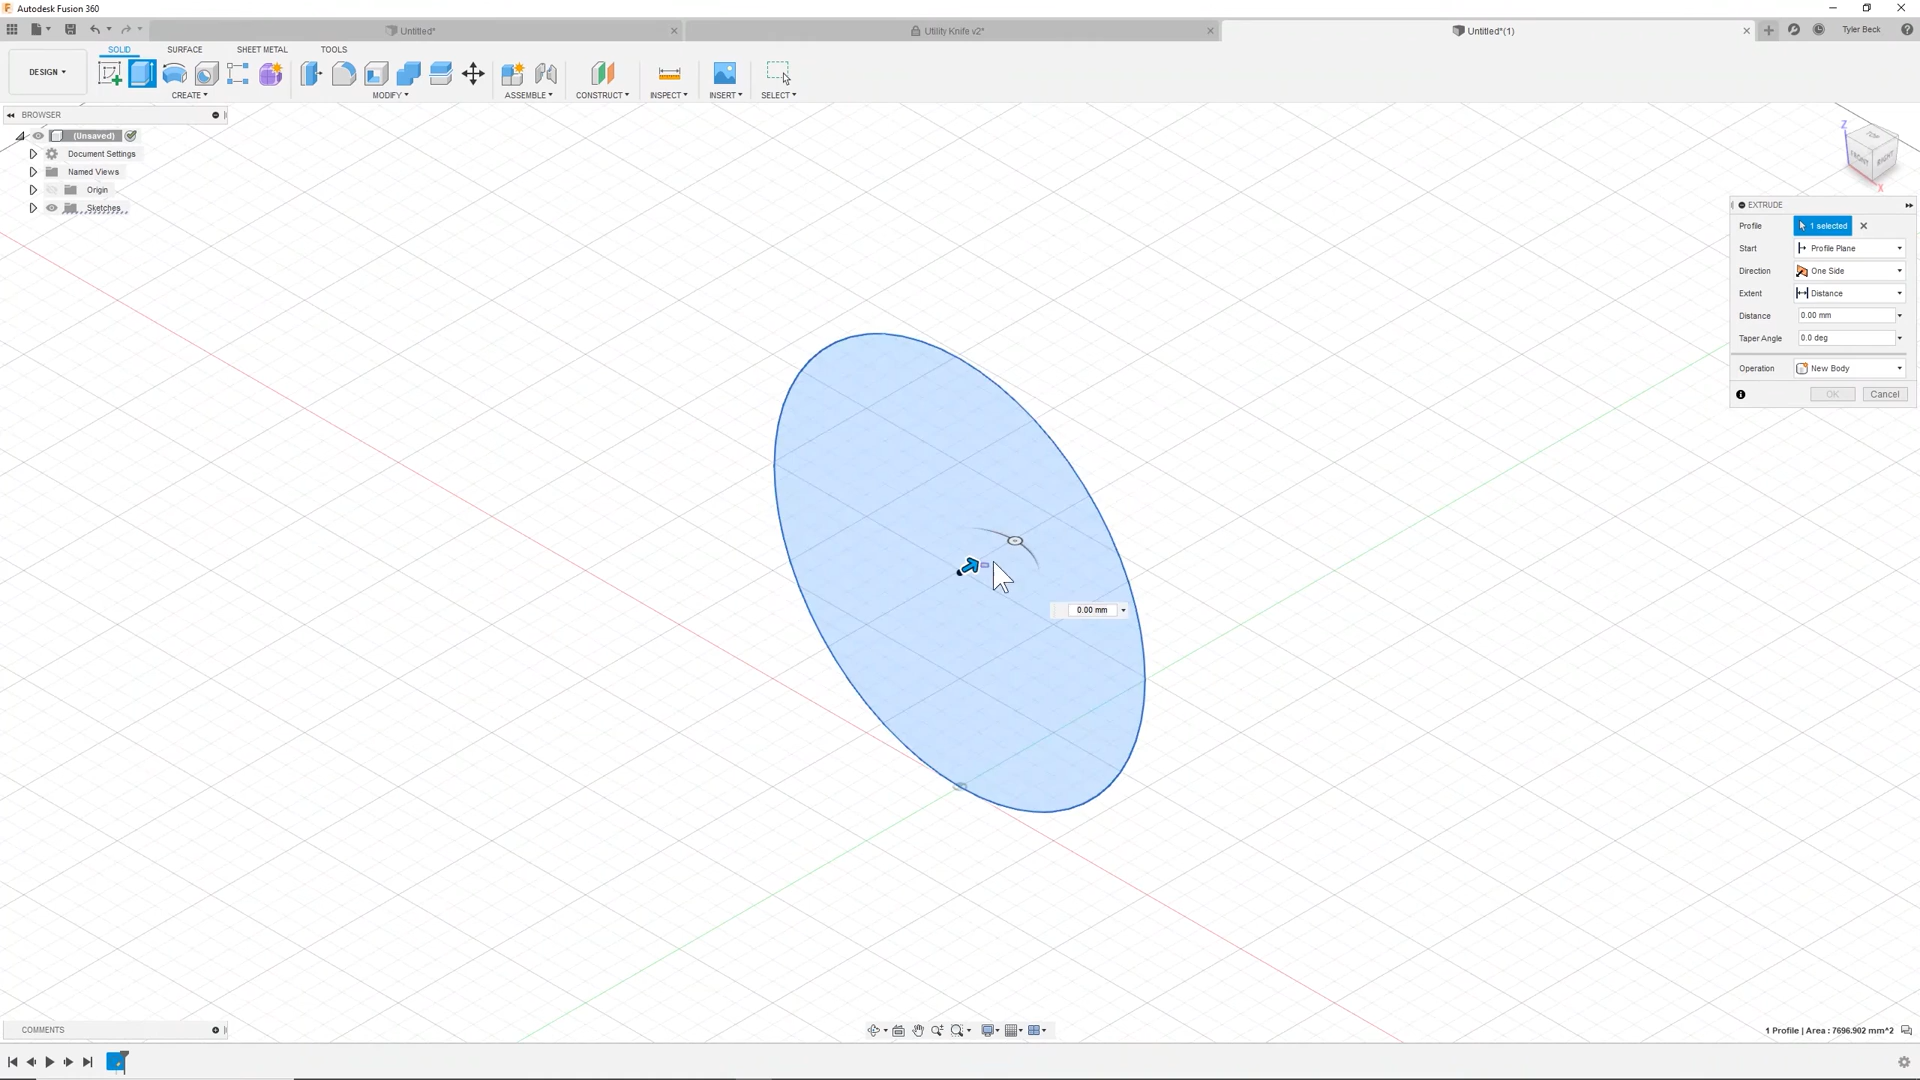 Autodesk Fusion 360
Untitled*
Utility Knife v2*
Untitled*(1)
Tyler Beck
DESIGN
SOLID
SURFACE
SHEET METAL
TOOLS
CREATE
MODIFY
ASSEMBLE
CONSTRUCT
INSPECT
INSERT
SELECT
BROWSER
(Unsaved)
Document Settings
Named Views
Origin
Sketches
Z
TOP
FRONT
RIGHT
X
EXTRUDE
Profile 1 selected
Start Profile Plane
Direction One Side
Extent Distance
Distance 0.00 mm
Taper Angle 0.0 deg
Operation New Body
OK Cancel
0.00 mm
COMMENTS
1 Profile | Area : 7696.902 mm^2